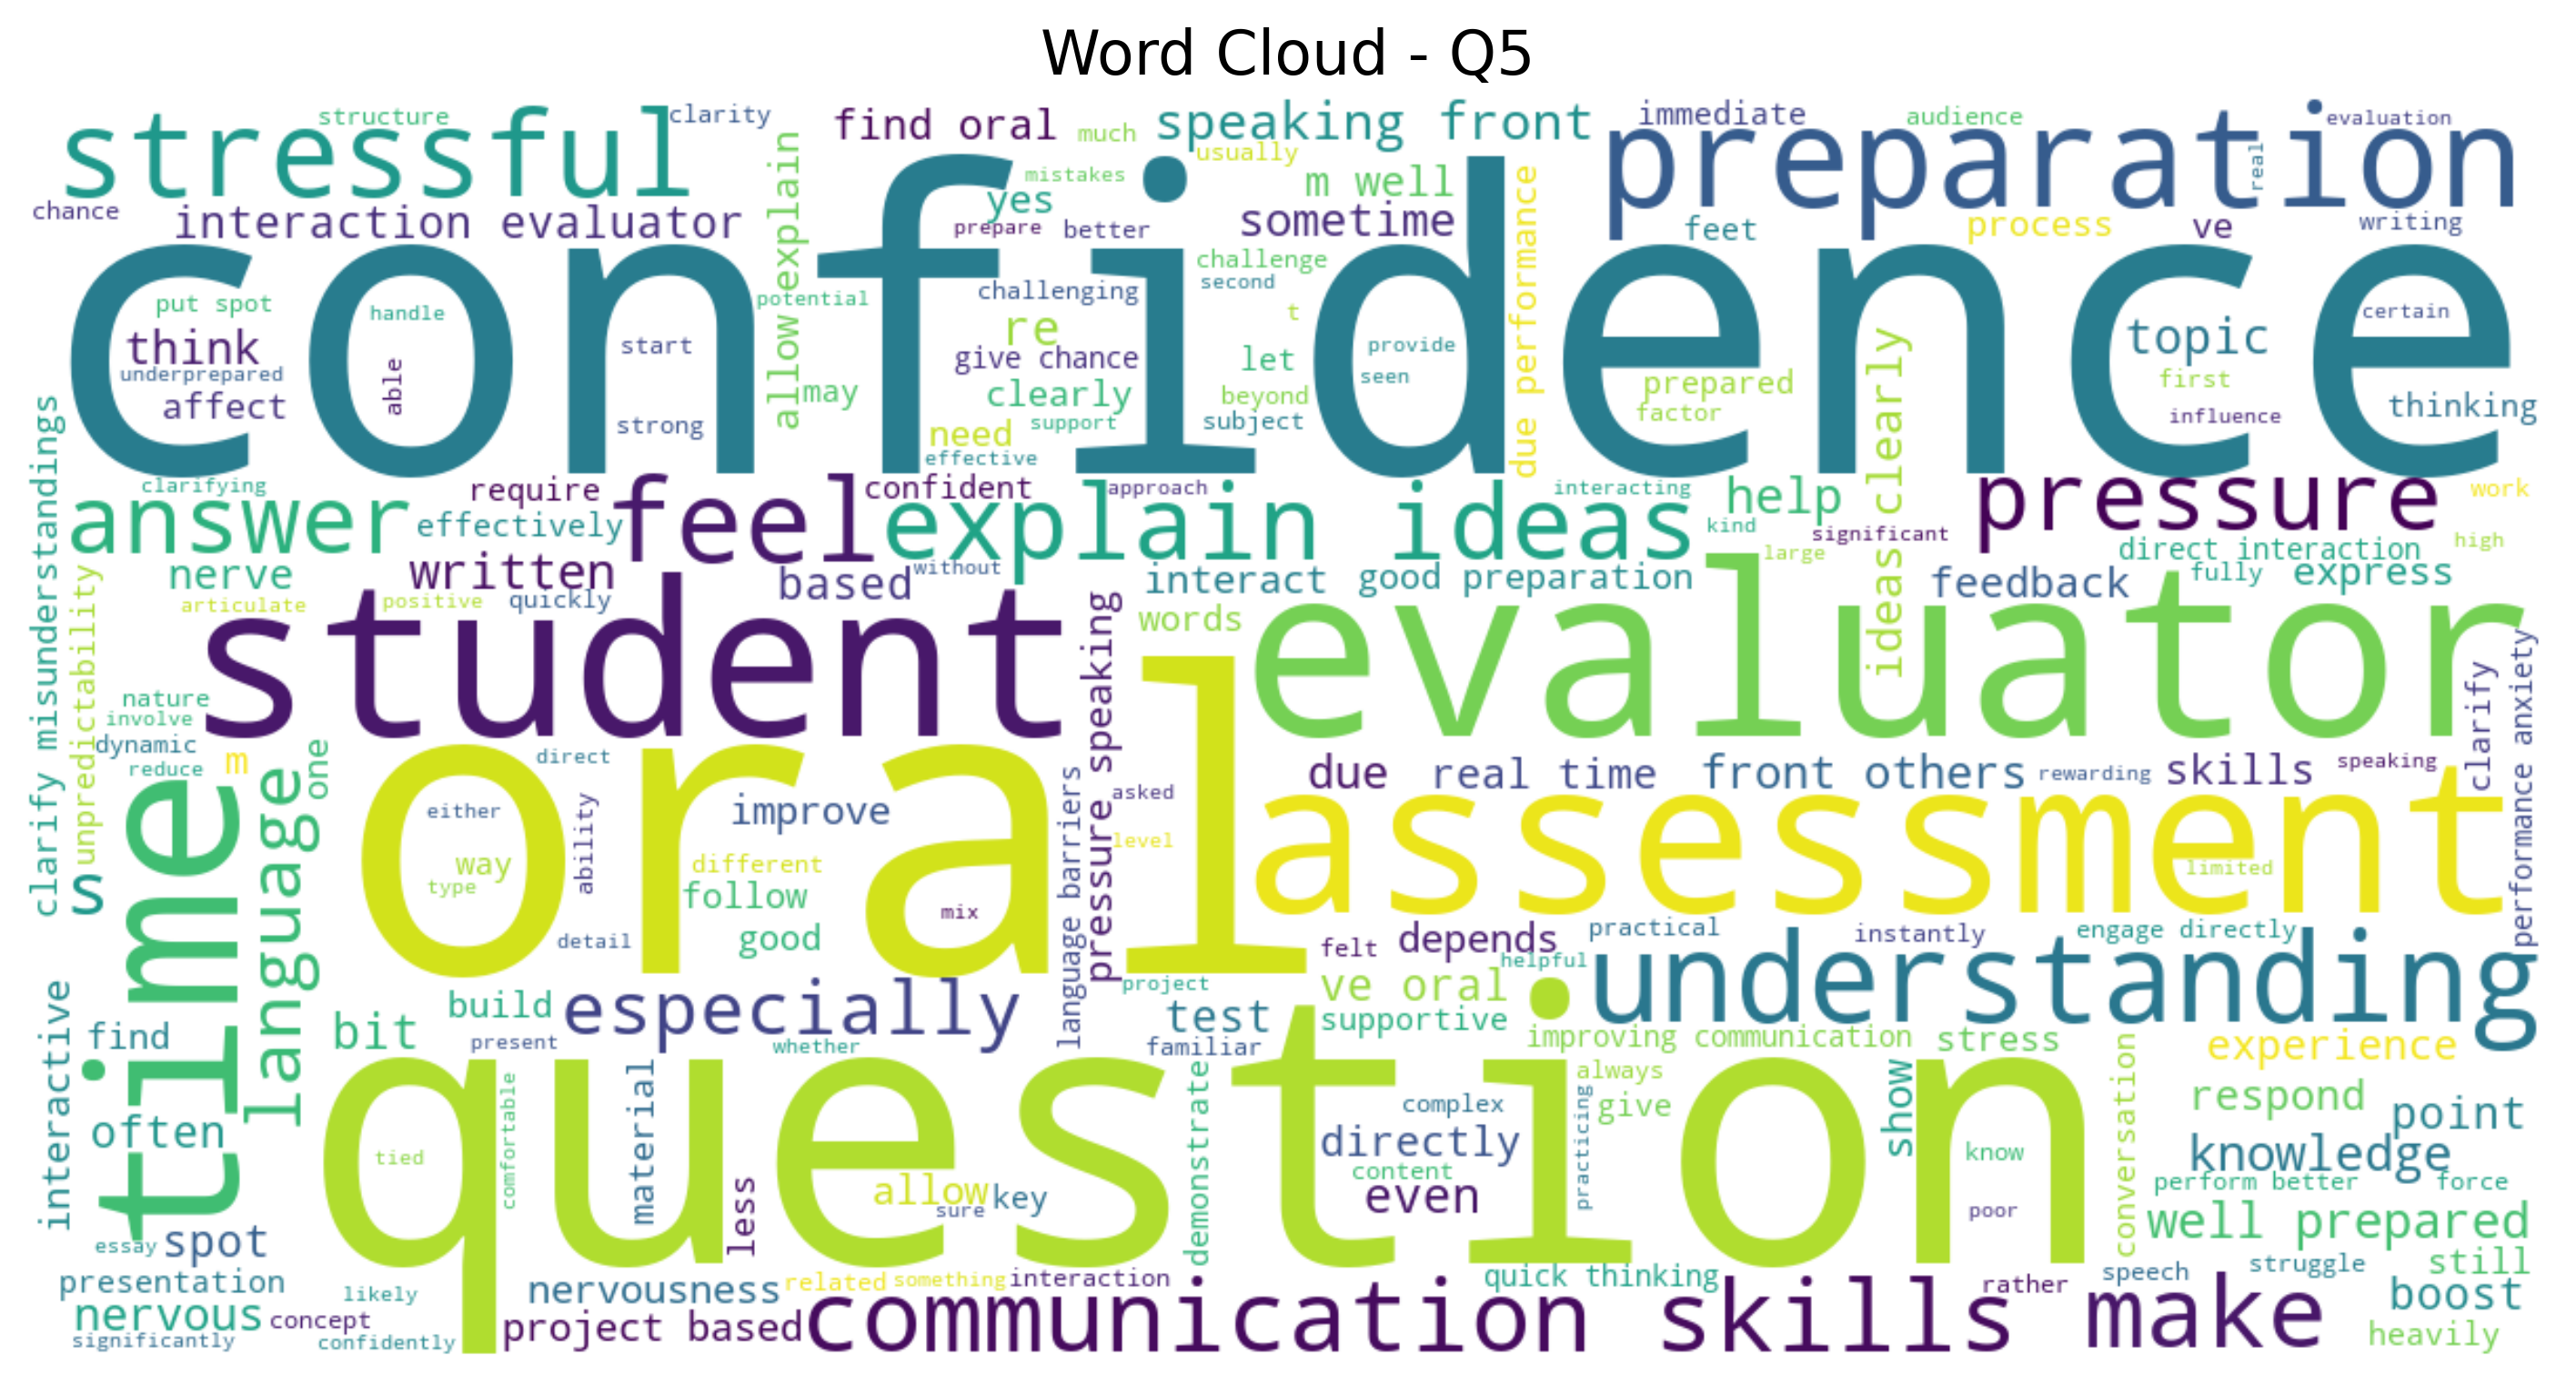 Word Cloud - Q5
stressful
structure
clarity
find oral
much
speaking front
usually
immediate
audience
evaluation
preparation
real
chance
interaction evaluator
allow explain
mistakes
yes
prepare
better
m well
sometime
due performance
feet
process
ve
writing
confidence
put spot
handle
think
underprepared
affect
able
start
strong
potential
may
challenging
re
give chance
clearly
support
need
effective
challenge
second
t
let
beyond
subject
provide
seen
prepared
factor
ideas clearly
topic
first
influence
certain
thinking
clarify misunderstandings
clarifying
answer
require
effectively
feel
confident
approach
explain ideas
interacting
help
kind
significant
large
pressure
work
high
direct interaction
nerve
written
based
without
interact
good preparation
feedback
fully
express
articulate
positive
quickly
unpredictability
student
words
pressure speaking
evaluator
nature
involve
dynamic
reduce
m
one
direct
due
real time
front others
rewarding
skills
speaking
clarify
performance anxiety
time
language
s
oral
either
way
type
ability
improve
different
follow
good
mix
detail
language barriers
asked
level
assessment
limited
felt
depends
practical
instantly
engage directly
helpful
understanding
ve oral
supportive
project
test
familiar
interactive
find
often
bit
build
especially
present
whether
improving communication
stress
experience
question
tied
comfortable
material
less
allow
sure
key
demonstrate
complex
directly
content
even
always
give
practicing
show
know
poor
conversation
respond
point
knowledge
perform better
force
well prepared
still
essay
spot
presentation
likely
nervous
concept
significantly
confidently
nervousness
related
something
interaction
quick thinking
project based
communication skills
rather
make
speech
struggle
boost
heavily